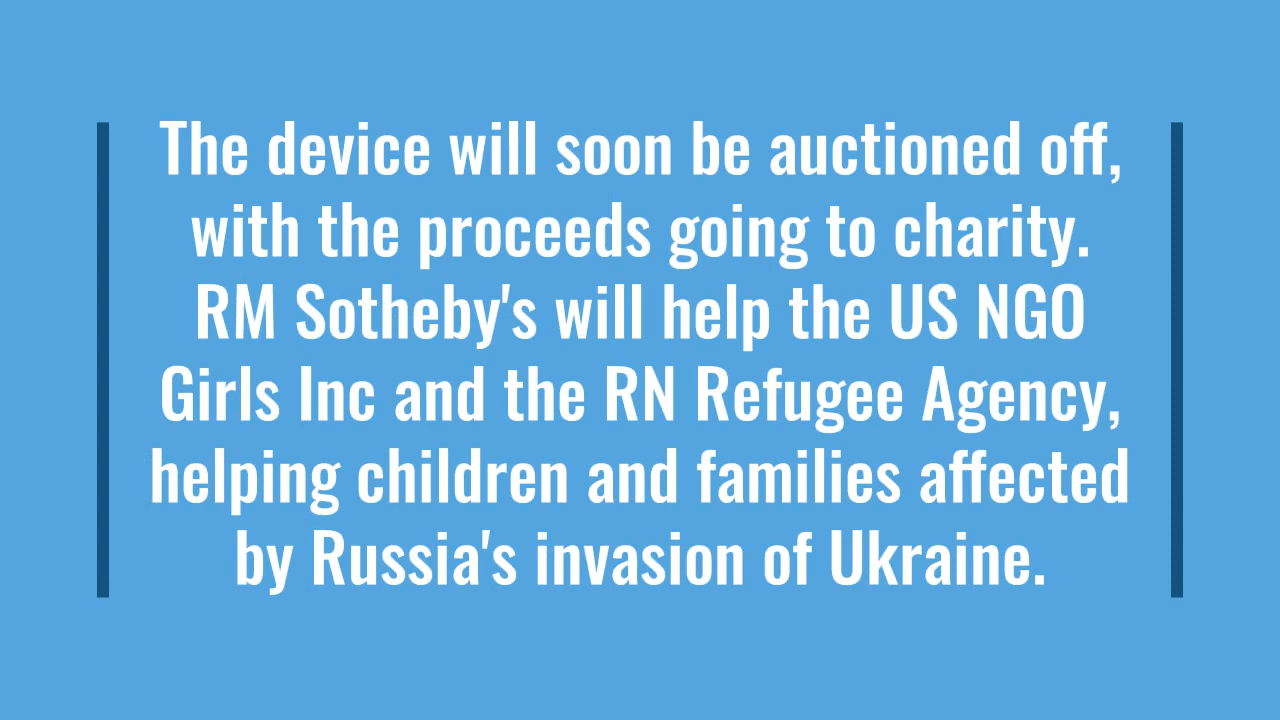 The device will soon be auctioned off,
with the proceeds going to charity.
RM Sotheby's will help the US NGO
Girls Inc and the RN Refugee Agency,
helping children and families affected
by Russia's invasion of Ukraine.